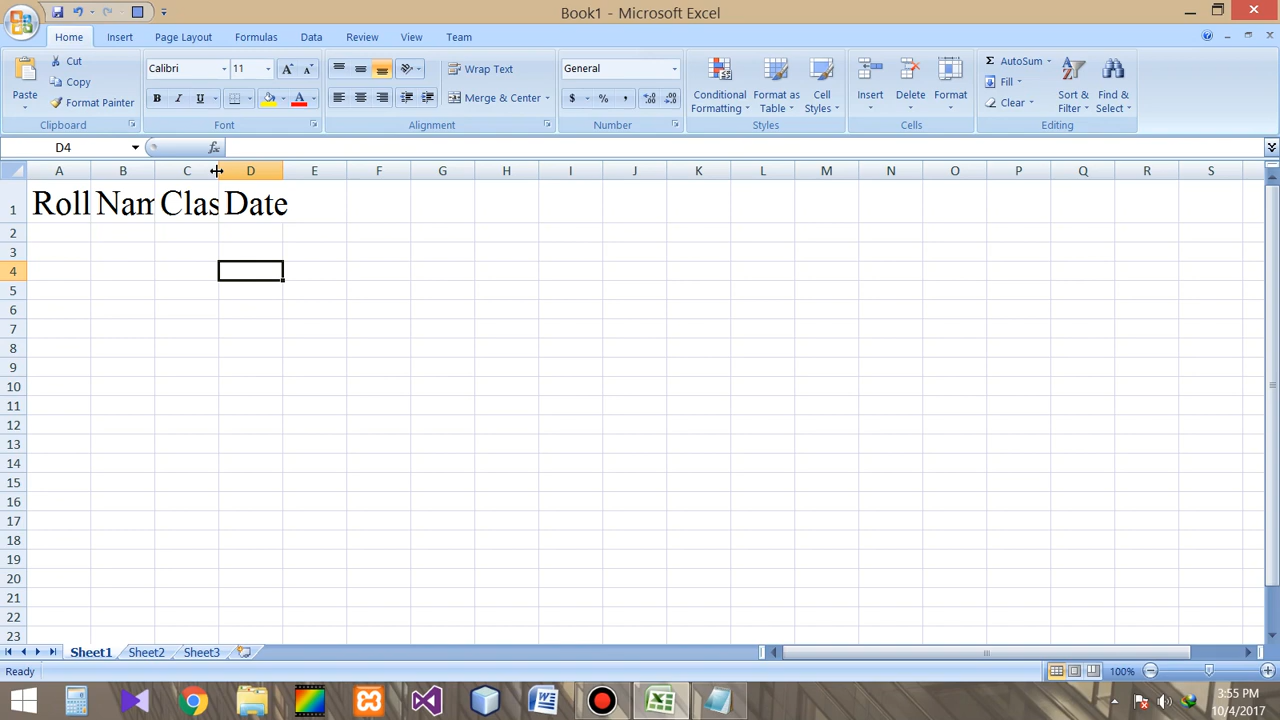 Book1 - Microsoft Excel
Home Insert Page Layout Formulas Data Review View Team
Paste
Cut
Copy
Format Painter
Clipboard
Calibri 11
B I U
A A
Font
Wrap Text
Merge & Center
Alignment
General
$ % ,
Number
Conditional Formatting
Format as Table
Cell Styles
Styles
Insert Delete Format
Cells
Σ AutoSum
Fill
Clear
Sort & Filter
Find & Select
Editing
D4 fx
A B C D E F G H I J K L M N O P Q R S
1 Roll Nam Clas Date
2
3
4
5
6
7
8
9
10
11
12
13
14
15
16
17
18
19
20
21
22
23
Sheet1 Sheet2 Sheet3
Ready 100%
3:55 PM
10/4/2017